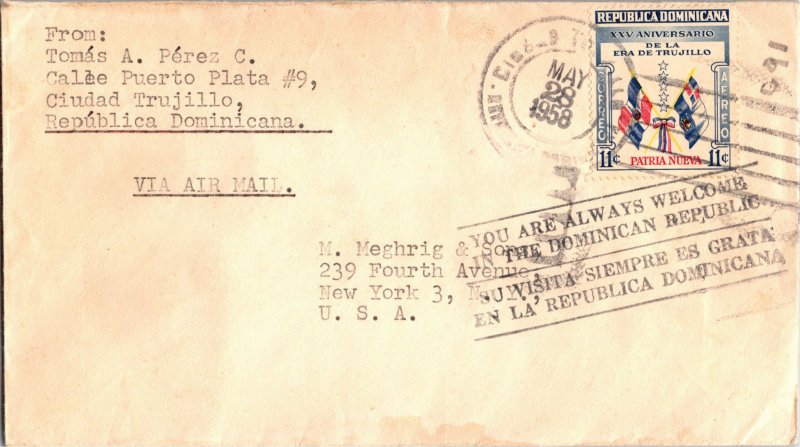 From:
Tomás A. Pérez C.
Calle Puerto Plata #9,
Ciudad Trujillo,
República Dominicana.
VIA AIR MAIL.
M. Meghrig & Sons,
239 Fourth Avenue,
New York 3, N.Y.,
U. S. A.
MAY
28
1958
REPUBLICA DOMINICANA
XXV ANIVERSARIO
DE LA
ERA DE TRUJILLO
CORREO
AEREO
PATRIA NUEVA
11¢ 11¢
YOU ARE ALWAYS WELCOME
IN THE DOMINICAN REPUBLIC
SU VISITA SIEMPRE ES GRATA
EN LA REPUBLICA DOMINICANA